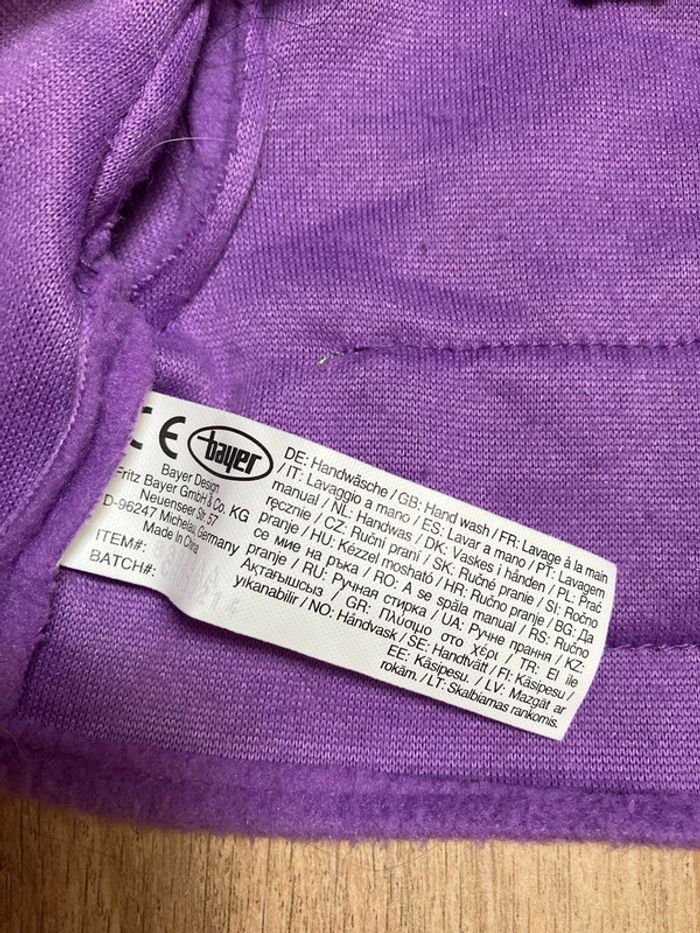 CE
bayer
Bayer Design
Fritz Bayer GmbH & Co. KG
Neuenseer Str. 57
D-96247 Michelau, Germany
Made in China
ITEM#:
BATCH#:
DE: Handwäsche / GB: Hand wash / FR: Lavage à la main
/ IT: Lavaggio a mano / ES: Lavar a mano / PT: Lavagem
manual / NL: Handwas / DK: Vaskes i hånden / PL: Prać
ręcznie / CZ: Ruční praní / SK: Ručné pranie / SI: Ročno
pranje / HU: Kézzel mosható / HR: Ručno pranje / BG: Да
се мие на ръка / RO: A se spăla manual / RS: Ručno
pranje / RU: Ручная стирка / UA: Ручне прання / KZ:
Ақтағышсыз / GR: Πλύσιμο στο χέρι / TR: El ile
yıkanabilir / NO: Håndvask / SE: Handtvätt / FI: Käsipesu /
EE: Käsipesu. / LV: Mazgāt ar
rokām. / LT: Skalbiamas rankomis.